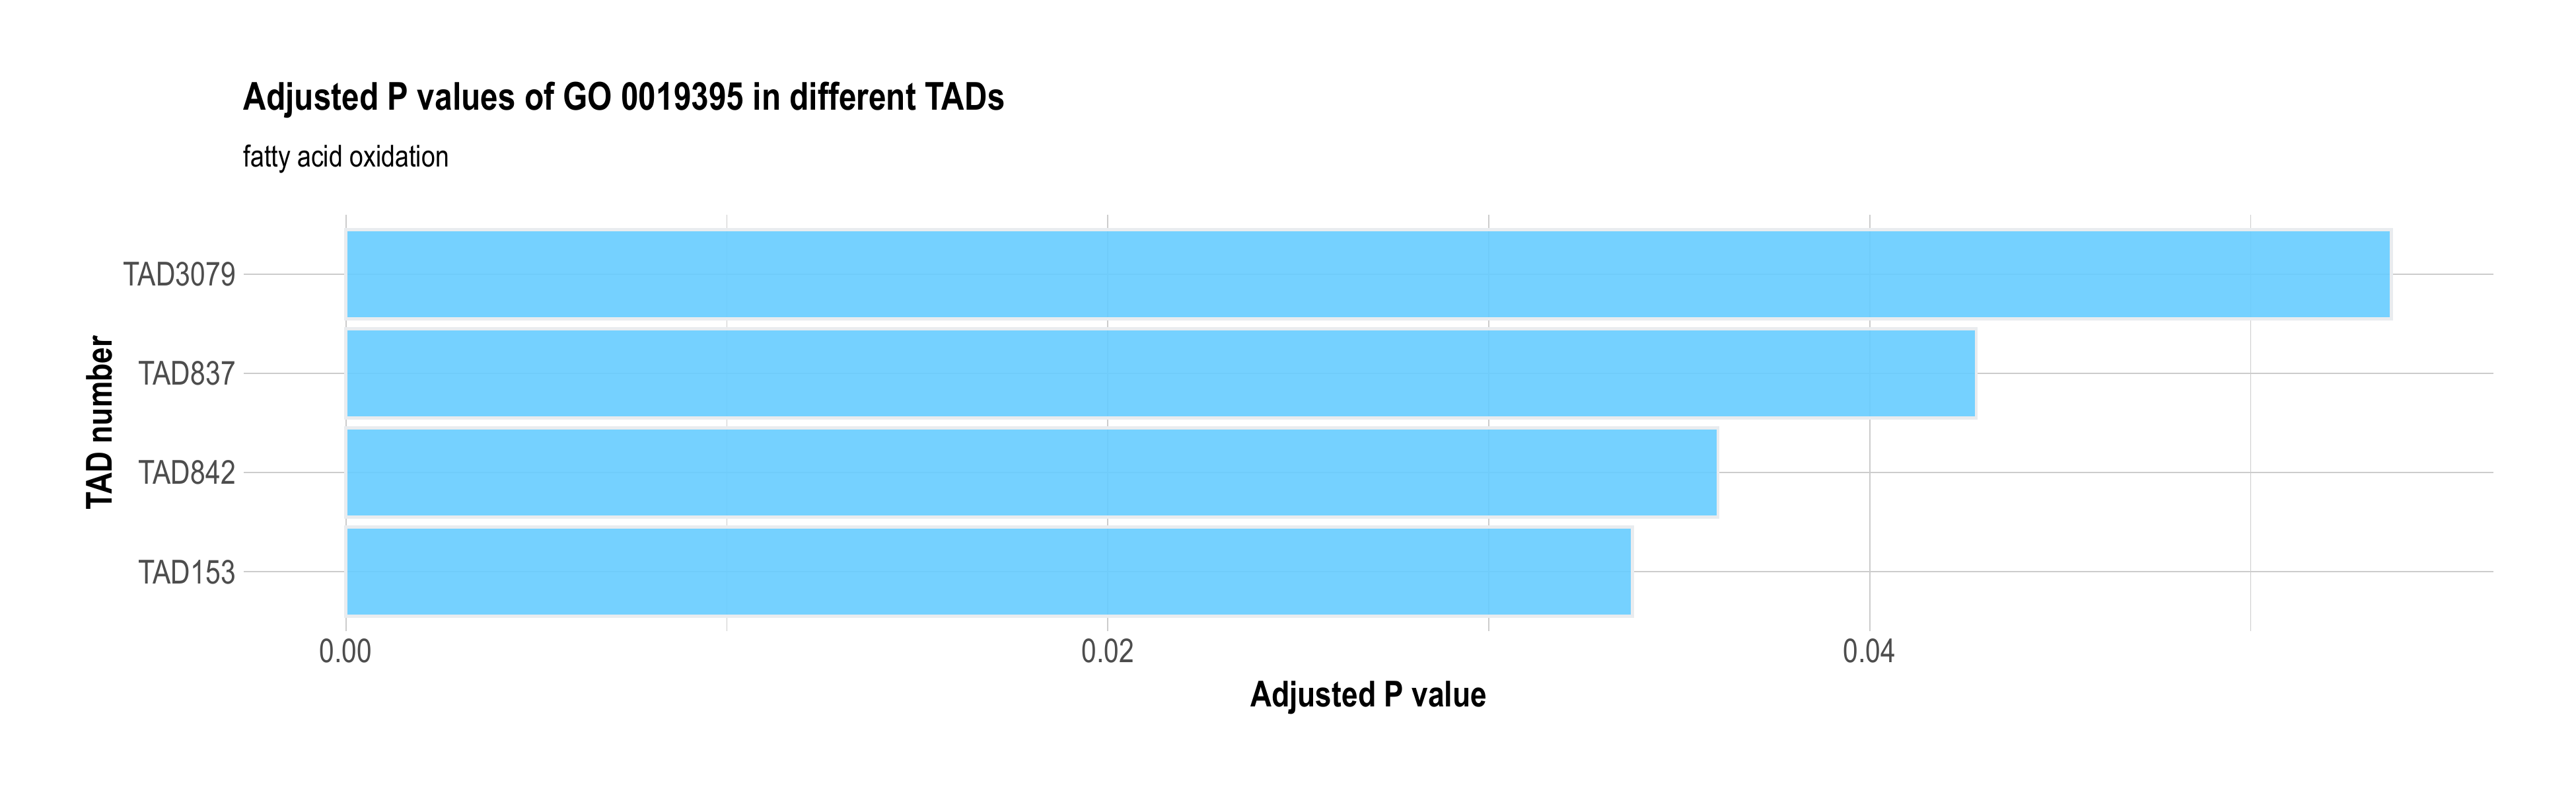 Adjusted P values of GO 0019395 in different TADs
fatty acid oxidation
TAD number
TAD3079
TAD837
TAD842
TAD153
0.00 0.02 0.04
Adjusted P value